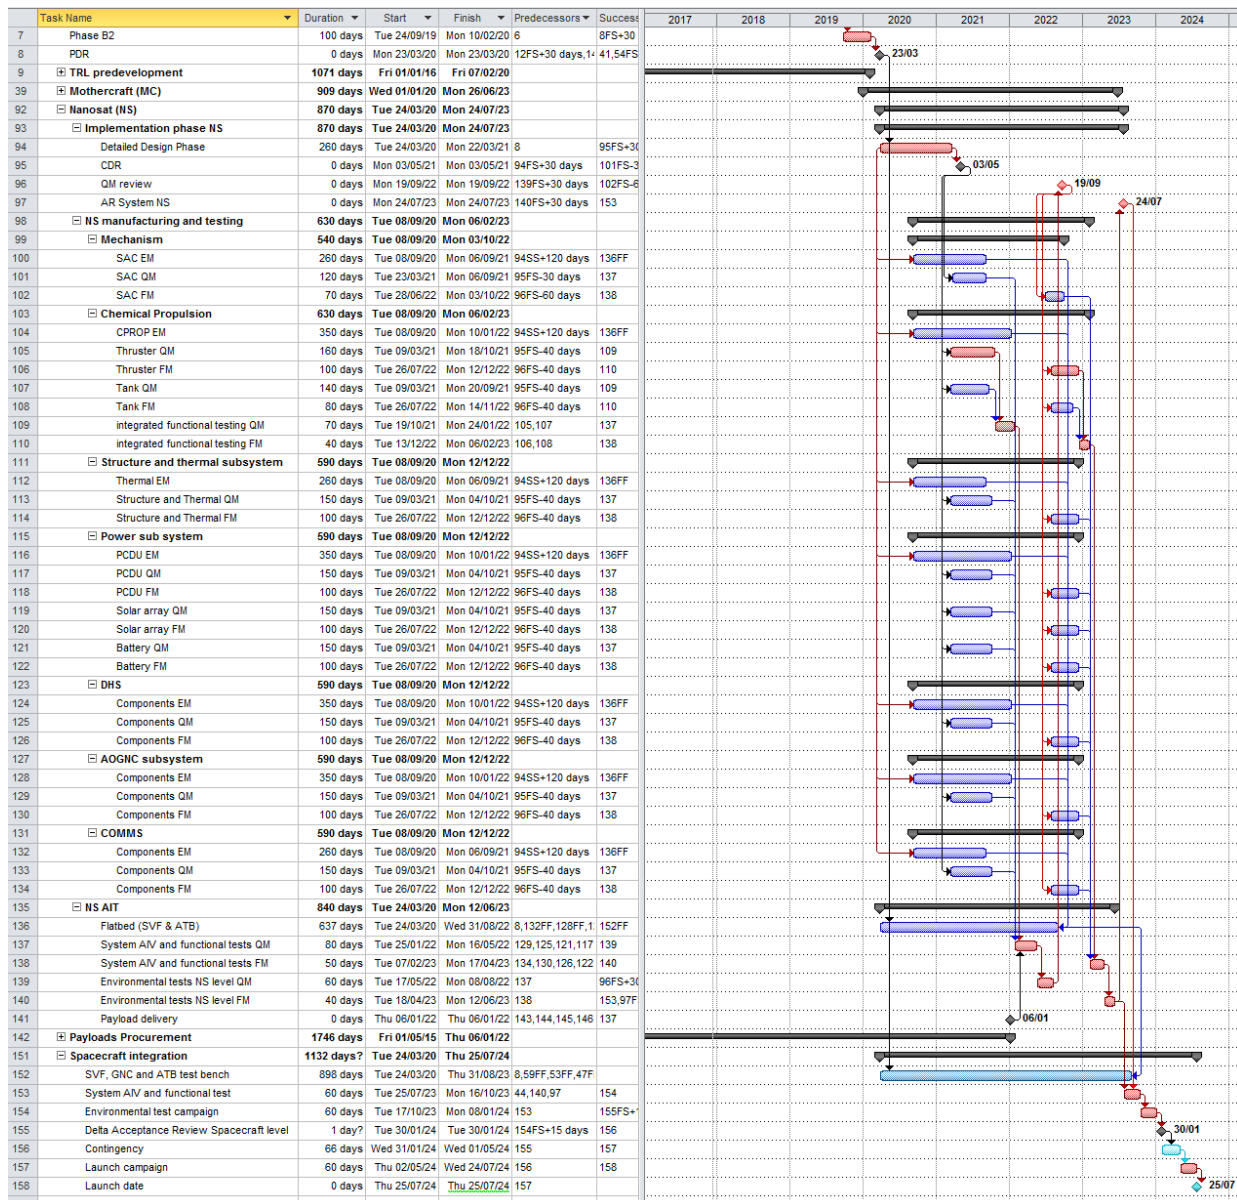 Task Name Duration Start Finish Predecessors Success 2017 2018 2019 2020 2021 2022 2023 2024
7 Phase B2 100 days Tue 24/09/19 Mon 10/02/20 6 8FS+30
8 PDR 0 days Mon 23/03/20 Mon 23/03/20 12FS+30 days,14 41,54FS 23/03
9 TRL predevelopment 1071 days Fri 01/01/16 Fri 07/02/20
39 Mothercraft (MC) 909 days Wed 01/01/20 Mon 26/06/23
92 Nanosat (NS) 870 days Tue 24/03/20 Mon 24/07/23
93 Implementation phase NS 870 days Tue 24/03/20 Mon 24/07/23
94 Detailed Design Phase 260 days Tue 24/03/20 Mon 22/03/21 8 95FS+30
95 CDR 0 days Mon 03/05/21 Mon 03/05/21 94FS+30 days 101FS-3 03/05
96 QM review 0 days Mon 19/09/22 Mon 19/09/22 139FS+30 days 102FS-6 19/09
97 AR System NS 0 days Mon 24/07/23 Mon 24/07/23 140FS+30 days 153 24/07
98 NS manufacturing and testing 630 days Tue 08/09/20 Mon 06/02/23
99 Mechanism 540 days Tue 08/09/20 Mon 03/10/22
100 SAC EM 260 days Tue 08/09/20 Mon 06/09/21 94SS+120 days 136FF
101 SAC QM 120 days Tue 23/03/21 Mon 06/09/21 95FS-30 days 137
102 SAC FM 70 days Tue 28/06/22 Mon 03/10/22 96FS-60 days 138
103 Chemical Propulsion 630 days Tue 08/09/20 Mon 06/02/23
104 CPROP EM 350 days Tue 08/09/20 Mon 10/01/22 94SS+120 days 136FF
105 Thruster QM 160 days Tue 09/03/21 Mon 18/10/21 95FS-40 days 109
106 Thruster FM 100 days Tue 26/07/22 Mon 12/12/22 96FS-40 days 110
107 Tank QM 140 days Tue 09/03/21 Mon 20/09/21 95FS-40 days 109
108 Tank FM 80 days Tue 26/07/22 Mon 14/11/22 96FS-40 days 110
109 integrated functional testing QM 70 days Tue 19/10/21 Mon 24/01/22 105,107 137
110 integrated functional testing FM 40 days Tue 13/12/22 Mon 06/02/23 106,108 138
111 Structure and thermal subsystem 590 days Tue 08/09/20 Mon 12/12/22
112 Thermal EM 260 days Tue 08/09/20 Mon 06/09/21 94SS+120 days 136FF
113 Structure and Thermal QM 150 days Tue 09/03/21 Mon 04/10/21 95FS-40 days 137
114 Structure and Thermal FM 100 days Tue 26/07/22 Mon 12/12/22 96FS-40 days 138
115 Power sub system 590 days Tue 08/09/20 Mon 12/12/22
116 PCDU EM 350 days Tue 08/09/20 Mon 10/01/22 94SS+120 days 136FF
117 PCDU QM 150 days Tue 09/03/21 Mon 04/10/21 95FS-40 days 137
118 PCDU FM 100 days Tue 26/07/22 Mon 12/12/22 96FS-40 days 138
119 Solar array QM 150 days Tue 09/03/21 Mon 04/10/21 95FS-40 days 137
120 Solar array FM 100 days Tue 26/07/22 Mon 12/12/22 96FS-40 days 138
121 Battery QM 150 days Tue 09/03/21 Mon 04/10/21 95FS-40 days 137
122 Battery FM 100 days Tue 26/07/22 Mon 12/12/22 96FS-40 days 138
123 DHS 590 days Tue 08/09/20 Mon 12/12/22
124 Components EM 350 days Tue 08/09/20 Mon 10/01/22 94SS+120 days 136FF
125 Components QM 150 days Tue 09/03/21 Mon 04/10/21 95FS-40 days 137
126 Components FM 100 days Tue 26/07/22 Mon 12/12/22 96FS-40 days 138
127 AOGNC subsystem 590 days Tue 08/09/20 Mon 12/12/22
128 Components EM 350 days Tue 08/09/20 Mon 10/01/22 94SS+120 days 136FF
129 Components QM 150 days Tue 09/03/21 Mon 04/10/21 95FS-40 days 137
130 Components FM 100 days Tue 26/07/22 Mon 12/12/22 96FS-40 days 138
131 COMMS 590 days Tue 08/09/20 Mon 12/12/22
132 Components EM 260 days Tue 08/09/20 Mon 06/09/21 94SS+120 days 136FF
133 Components QM 150 days Tue 09/03/21 Mon 04/10/21 95FS-40 days 137
134 Components FM 100 days Tue 26/07/22 Mon 12/12/22 96FS-40 days 138
135 NS AIT 840 days Tue 24/03/20 Mon 12/06/23
136 Flatbed (SVF & ATB) 637 days Tue 24/03/20 Wed 31/08/22 8,132FF,128FF,1 152FF
137 System AIV and functional tests QM 80 days Tue 25/01/22 Mon 16/05/22 129,125,121,117 139
138 System AIV and functional tests FM 50 days Tue 07/02/23 Mon 17/04/23 134,130,126,122 140
139 Environmental tests NS level QM 60 days Tue 17/05/22 Mon 08/08/22 137 96FS+30
140 Environmental tests NS level FM 40 days Tue 18/04/23 Mon 12/06/23 138 153,97F
141 Payload delivery 0 days Thu 06/01/22 Thu 06/01/22 143,144,145,146 137 06/01
142 Payloads Procurement 1746 days Fri 01/05/15 Thu 06/01/22
151 Spacecraft integration 1132 days? Tue 24/03/20 Thu 25/07/24
152 SVF, GNC and ATB test bench 898 days Tue 24/03/20 Thu 31/08/23 8,59FF,53FF,47F
153 System AIV and functional test 60 days Tue 25/07/23 Mon 16/10/23 44,140,97 154
154 Environmental test campaign 60 days Tue 17/10/23 Mon 08/01/24 153 155FS+
155 Delta Acceptance Review Spacecraft level 1 day? Tue 30/01/24 Tue 30/01/24 154FS+15 days 156 30/01
156 Contingency 66 days Wed 31/01/24 Wed 01/05/24 155 157
157 Launch campaign 60 days Thu 02/05/24 Wed 24/07/24 156 158
158 Launch date 0 days Thu 25/07/24 Thu 25/07/24 157 25/07